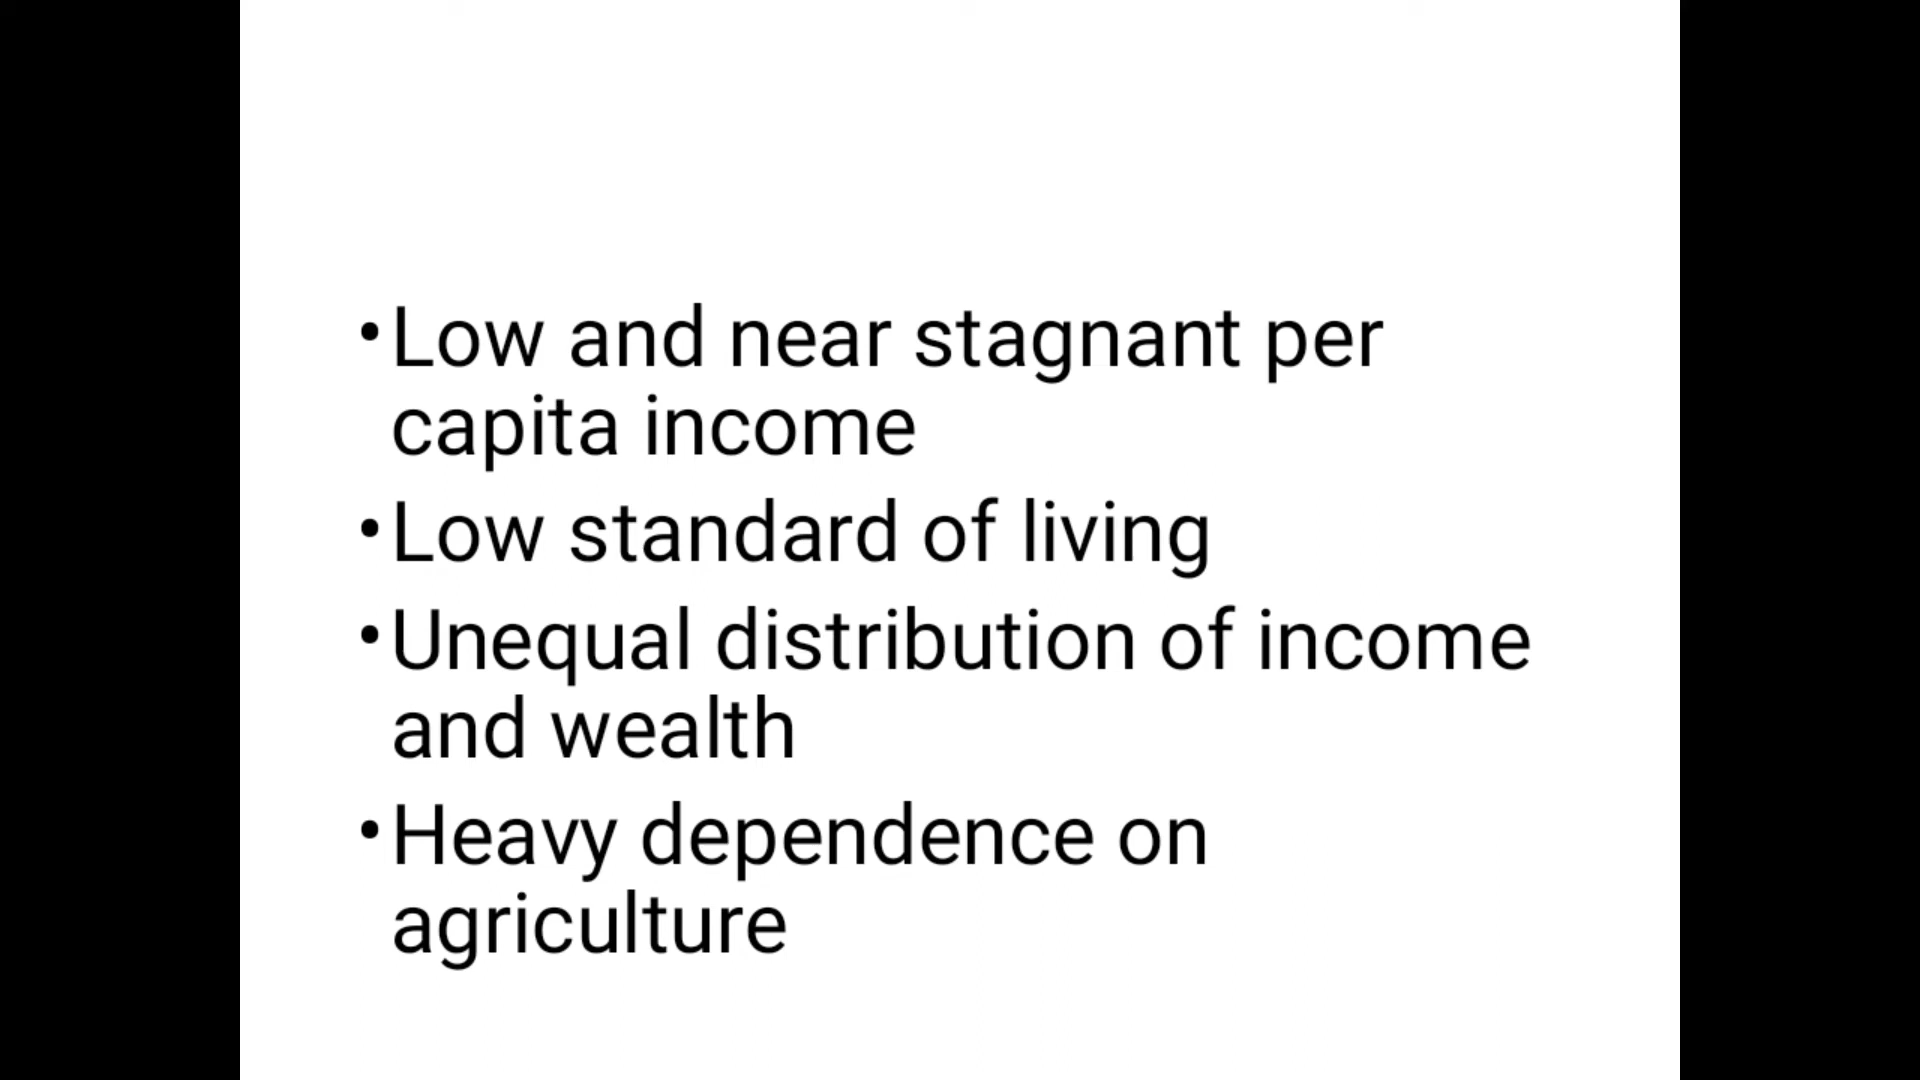 •Low and near stagnant per
capita income
•Low standard of living
•Unequal distribution of income
and wealth
•Heavy dependence on
agriculture